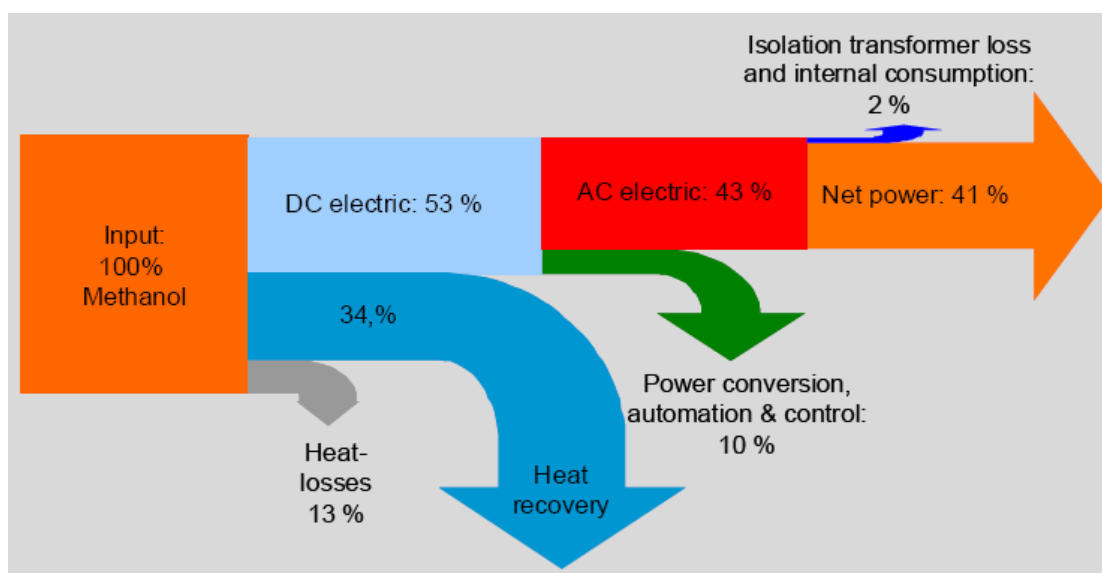 Isolation transformer loss
and internal consumption:
2 %
DC electric: 53 %
AC electric: 43 %
Net power: 41 %
Input:
100%
Methanol
34,%
Power conversion,
automation & control:
10 %
Heat-
losses
13 %
Heat
recovery